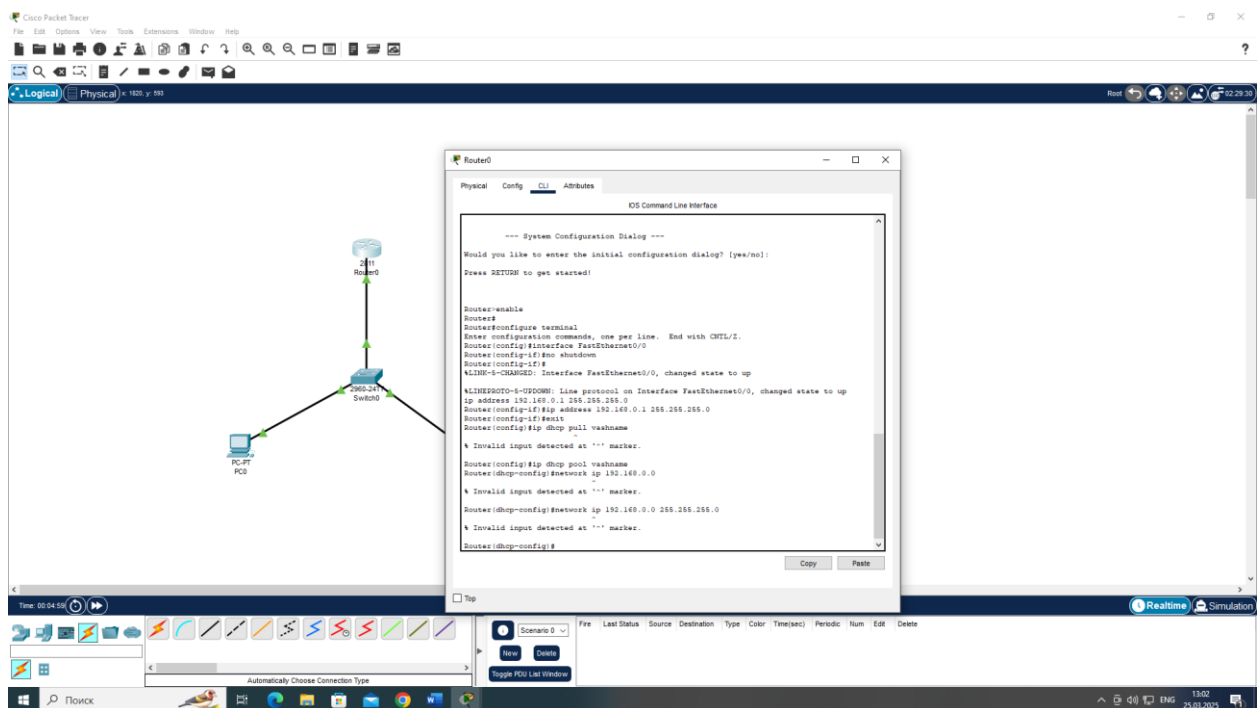 Cisco Packet Tracer
File Edit Options View Tools Extensions Window Help
?
Logical Physical x: 1820, y: 593
Root 02:29:30
Router0
Physical Config CLI Attributes
IOS Command Line Interface
--- System Configuration Dialog ---
Would you like to enter the initial configuration dialog? [yes/no]:
Press RETURN to get started!
Router>enable
Router#
Router#configure terminal
Enter configuration commands, one per line. End with CNTL/Z.
Router(config)#interface FastEthernet0/0
Router(config-if)#no shutdown
Router(config-if)#
%LINK-5-CHANGED: Interface FastEthernet0/0, changed state to up
%LINEPROTO-5-UPDOWN: Line protocol on Interface FastEthernet0/0, changed state to up
ip address 192.168.0.1 255.255.255.0
Router(config-if)#ip address 192.168.0.1 255.255.255.0
Router(config-if)#exit
Router(config)#ip dhcp pull vashname
^
% Invalid input detected at '^' marker.
Router(config)#ip dhcp pool vashname
Router(dhcp-config)#network ip 192.168.0.0
^
% Invalid input detected at '^' marker.
Router(dhcp-config)#network ip 192.168.0.0 255.255.255.0
^
% Invalid input detected at '^' marker.
Router(dhcp-config)#
Copy Paste
Top
2811
Router0
2960-24TT
Switch0
PC-PT
PC0
Time: 00:04:59
Realtime Simulation
Scenario 0
New Delete
Toggle PDU List Window
Fire Last Status Source Destination Type Color Time(sec) Periodic Num Edit Delete
Automatically Choose Connection Type
Поиск
ENG
13:02
25.03.2025